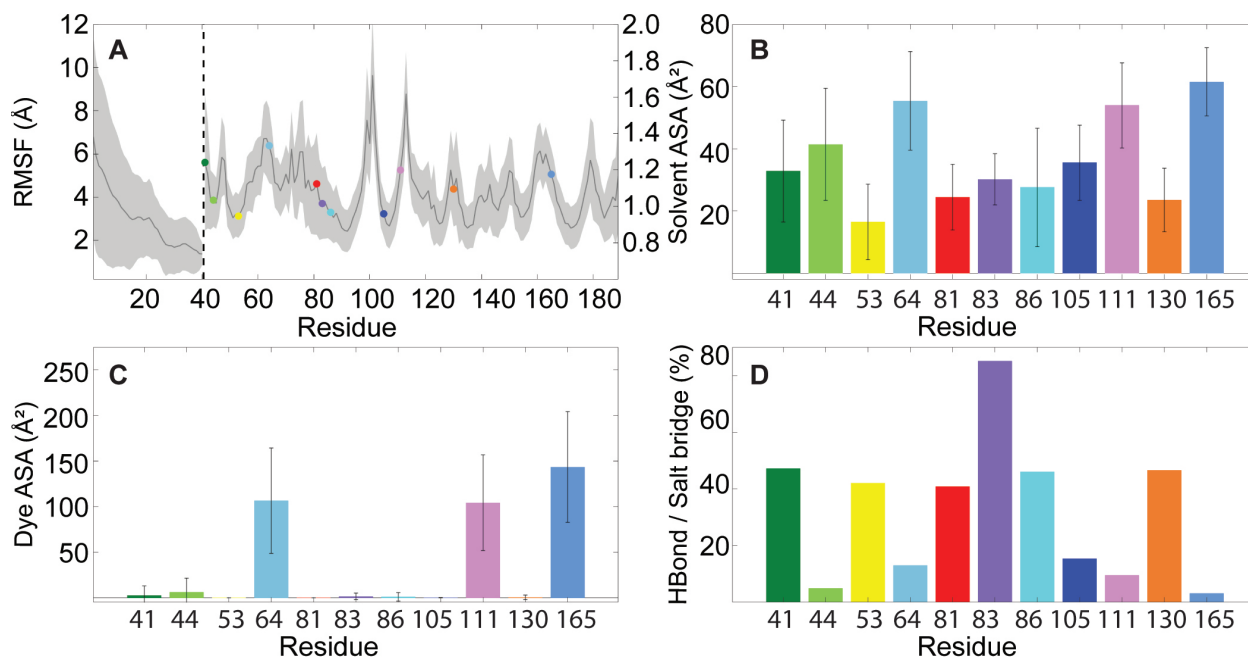 A
RMSF (Å)
12
10
8
6
4
2
2.0
1.8
1.6
1.4
1.2
1.0
0.8
20 40 60 80 100 120 140 160 180
Residue
B
Solvent ASA (Å²)
80
60
40
20
41 44 53 64 81 83 86 105 111 130 165
Residue
C
Dye ASA (Å²)
250
200
150
100
50
41 44 53 64 81 83 86 105 111 130 165
Residue
D
HBond / Salt bridge (%)
80
60
40
20
41 44 53 64 81 83 86 105 111 130 165
Residue